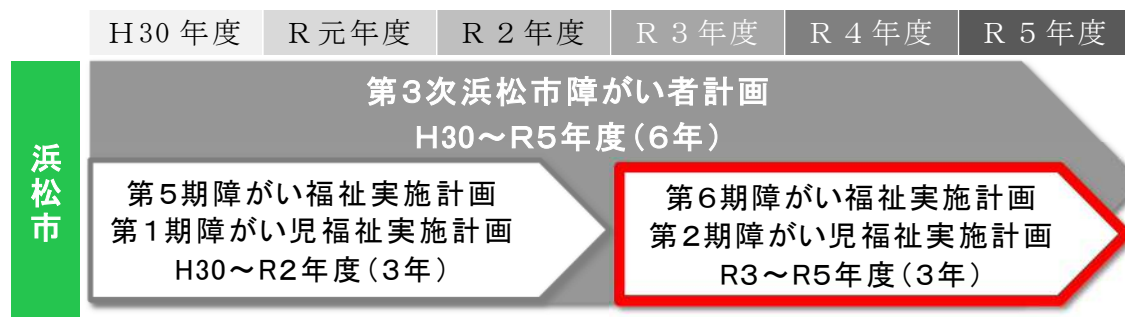 H30年度 R元年度 R２年度 R３年度 R４年度 R５年度
浜松市
第３次浜松市障がい者計画
H30～R5年度（6年）
第５期障がい福祉実施計画
第１期障がい児福祉実施計画
H30～R2年度（3年）
第６期障がい福祉実施計画
第２期障がい児福祉実施計画
R3～R5年度（3年）